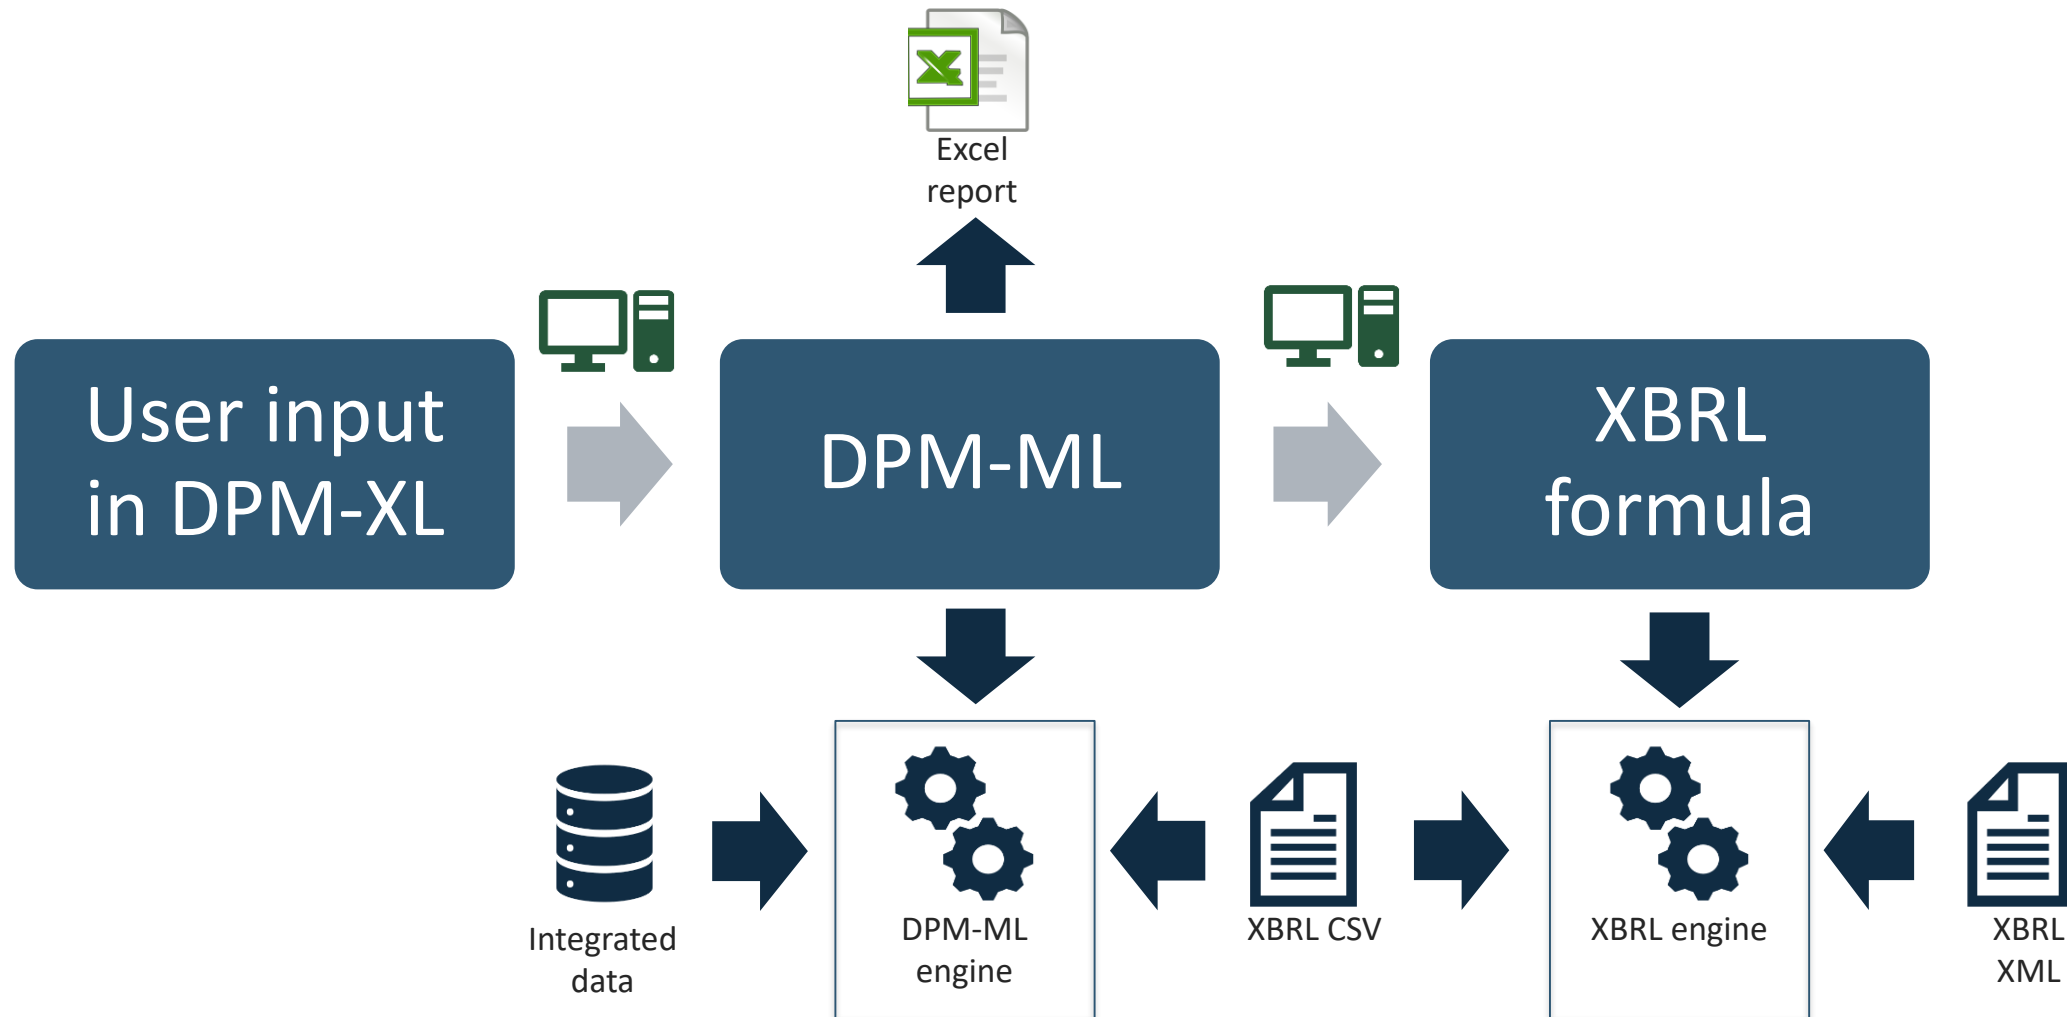 Excel
report
User input
in DPM-XL
DPM-ML
XBRL
formula
Integrated
data
DPM-ML
engine
XBRL CSV
XBRL engine
XBRL
XML